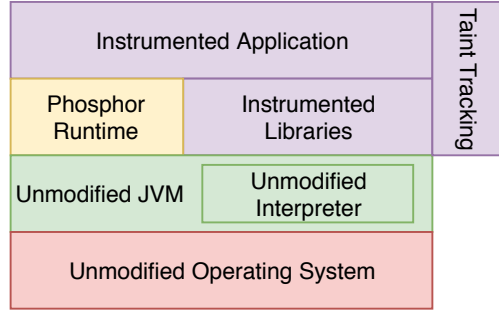 Instrumented Application
Taint Tracking
Phosphor
Runtime
Instrumented
Libraries
Unmodified JVM
Unmodified
Interpreter
Unmodified Operating System